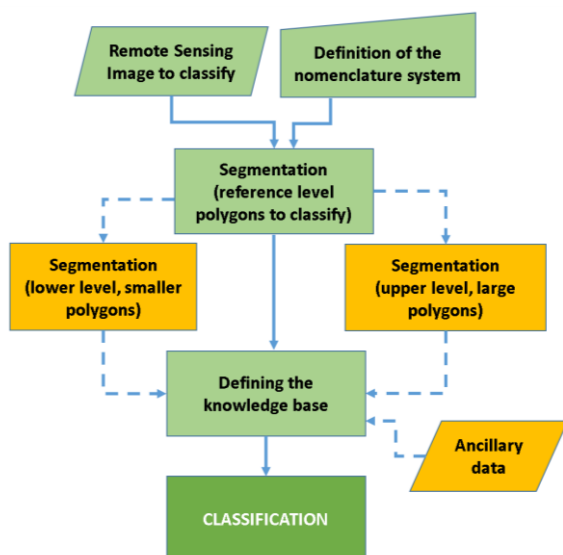 Remote Sensing
Image to classify
Definition of the
nomenclature system
Segmentation
(reference level
polygons to classify)
Segmentation
(lower level, smaller
polygons)
Segmentation
(upper level, large
polygons)
Defining the
knowledge base
Ancillary
data
CLASSIFICATION